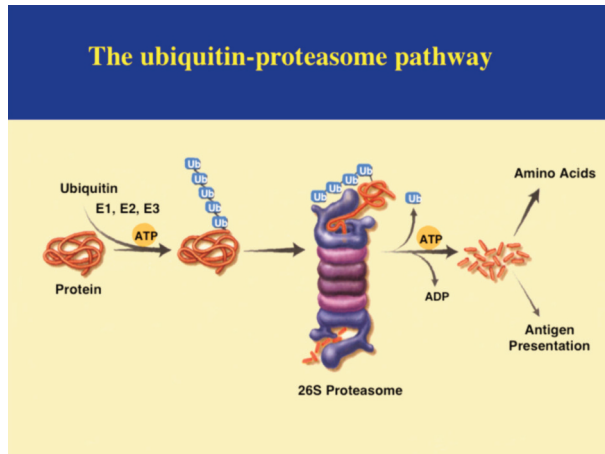 The ubiquitin-proteasome pathway
Ub
Ub
Ub
Ub
Ub
Ubiquitin
E1, E2, E3
ATP
Protein
Ub
Ub
Ub
Ub
26S Proteasome
Ub
ATP
ADP
Amino Acids
Antigen
Presentation